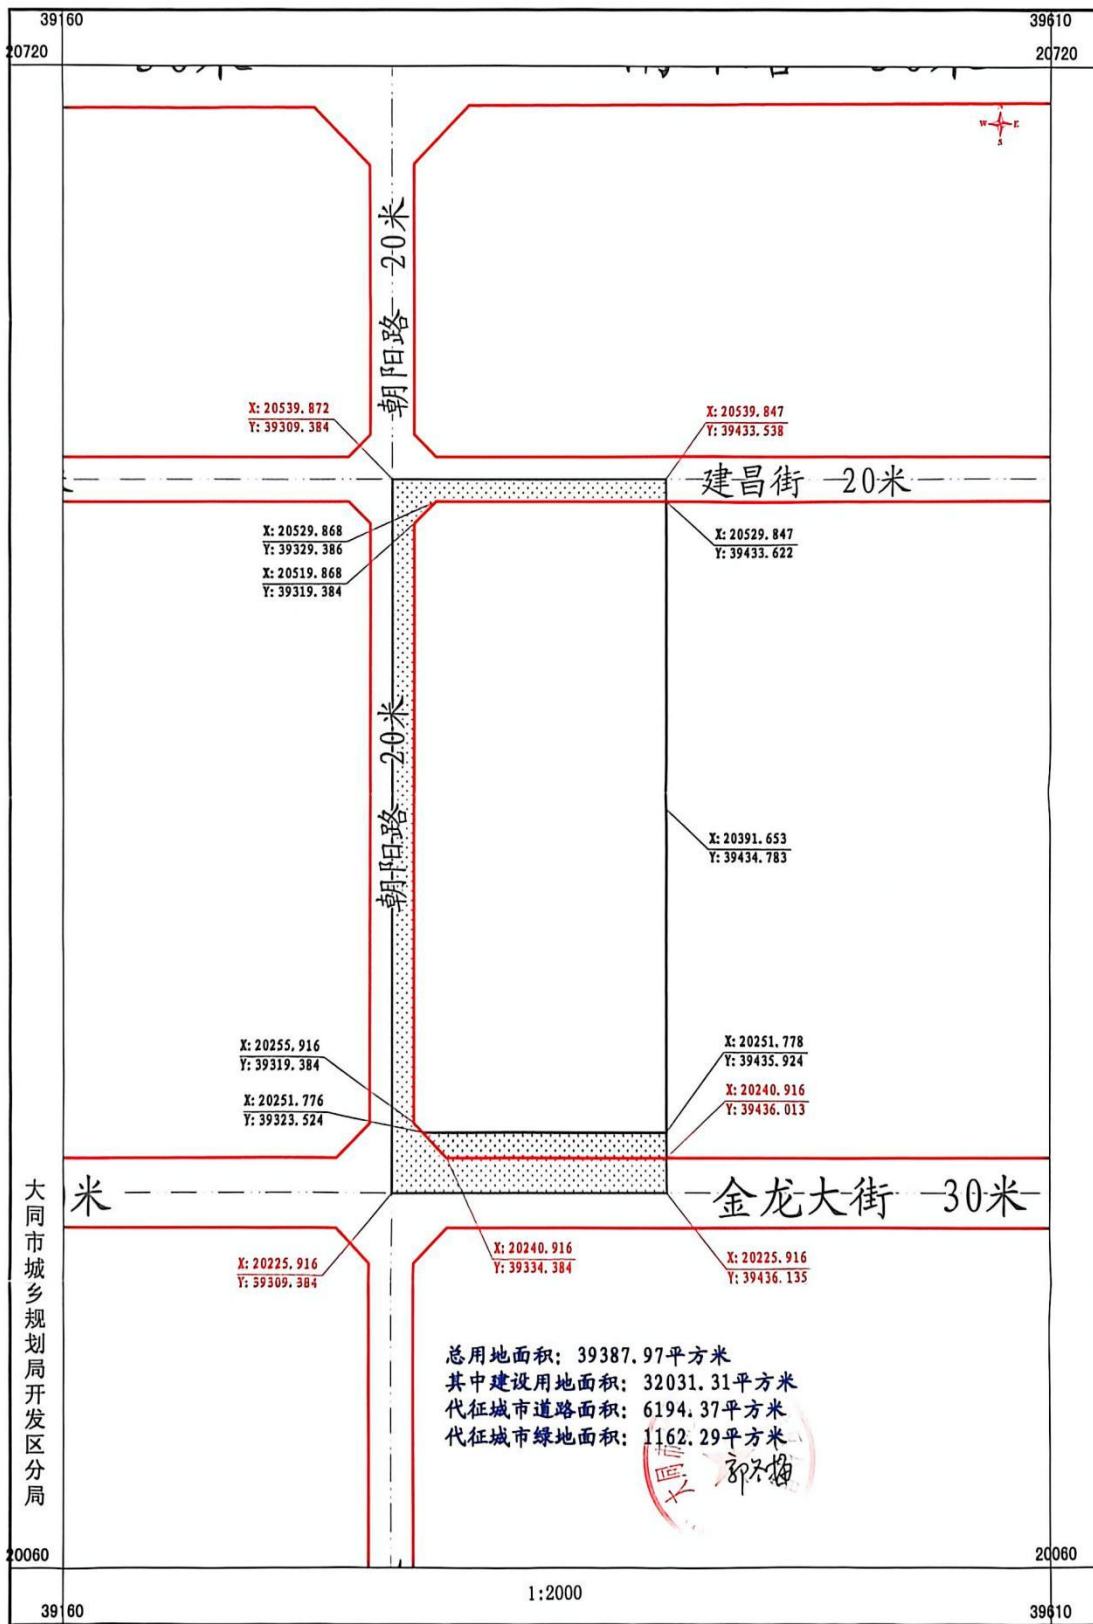 39160
39610
20720
20720
朝阳路 20米
X: 20539.872
Y: 39309.384
X: 20539.847
Y: 39433.538
建昌街 20米
X: 20529.868
Y: 39329.386
X: 20529.847
Y: 39433.622
X: 20519.868
Y: 39319.384
朝阳路 20米
X: 20391.653
Y: 39434.783
X: 20255.916
Y: 39319.384
X: 20251.778
Y: 39435.924
X: 20251.776
Y: 39323.524
X: 20240.916
Y: 39436.013
米
金龙大街 30米
X: 20225.916
Y: 39309.384
X: 20240.916
Y: 39334.384
X: 20225.916
Y: 39436.135
大同市城乡规划局开发区分局
总用地面积: 39387.97平方米
其中建设用地面积: 32031.31平方米
代征城市道路面积: 6194.37平方米
代征城市绿地面积: 1162.29平方米
大同市
20060
20060
1:2000
39160
39610
W
E
S